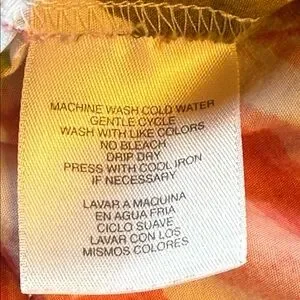 MACHINE WASH COLD WATER
GENTLE CYCLE
WASH WITH LIKE COLORS
NO BLEACH
DRIP DRY
PRESS WITH COOL IRON
IF NECESSARY
LAVAR A MAQUINA
EN AGUA FRIA
CICLO SUAVE
LAVAR CON LOS
MISMOS COLORES